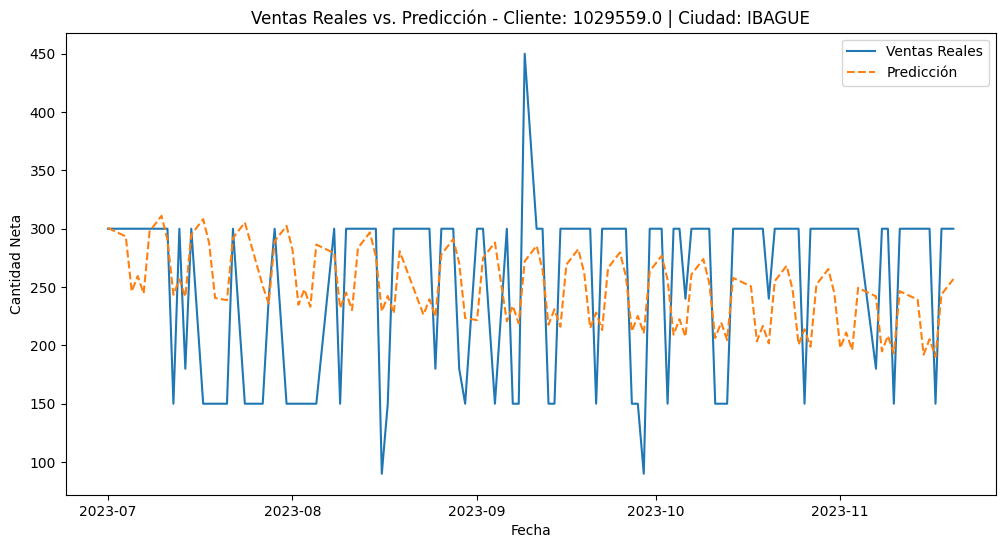 Ventas Reales vs. Predicción - Cliente: 1029559.0 | Ciudad: IBAGUE
Ventas Reales
Predicción
Cantidad Neta
450
400
350
300
250
200
150
100
2023-07
2023-08
2023-09
2023-10
2023-11
Fecha